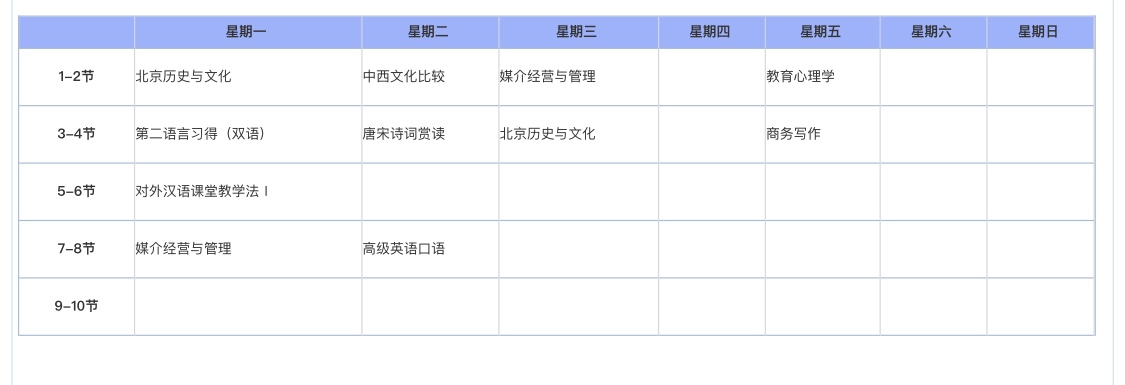 星期一 星期二 星期三 星期四 星期五 星期六 星期日
1-2节 北京历史与文化 中西文化比较 媒介经营与管理 教育心理学
3-4节 第二语言习得（双语） 唐宋诗词赏读 北京历史与文化 商务写作
5-6节 对外汉语课堂教学法Ⅰ
7-8节 媒介经营与管理 高级英语口语
9-10节